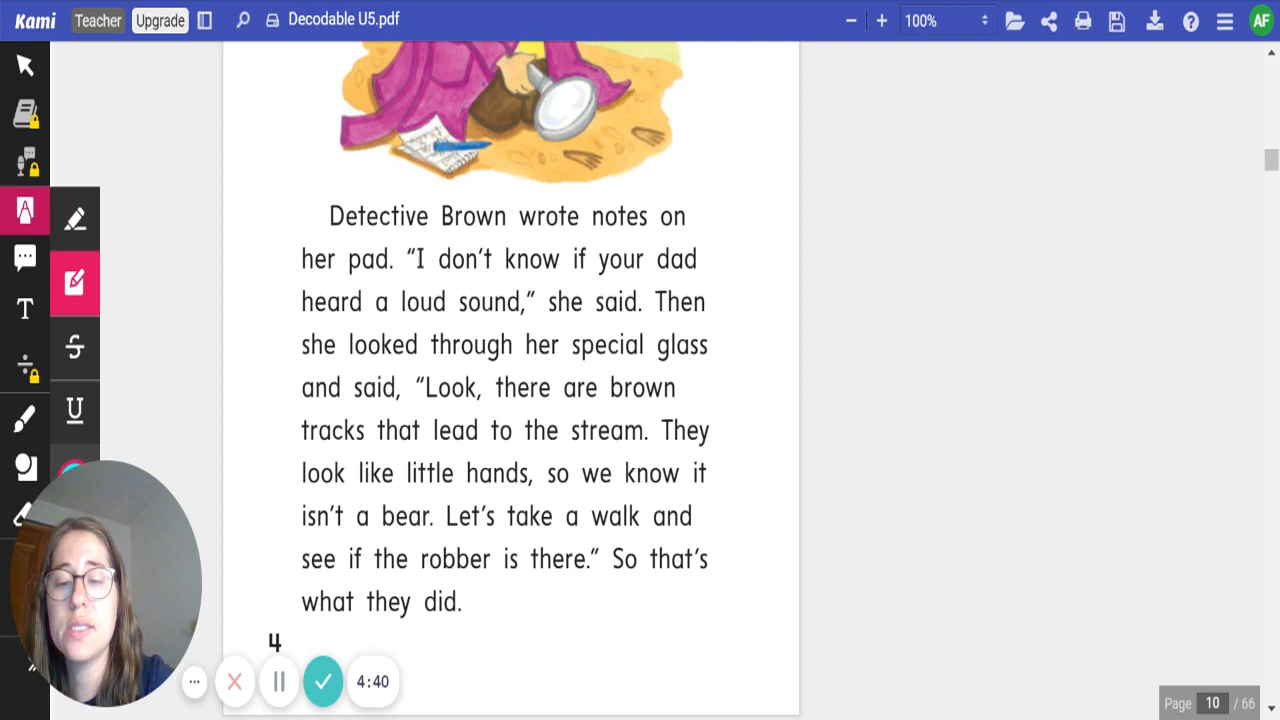 Kami Teacher Upgrade Decodable U5.pdf 100% AF
Detective Brown wrote notes on
her pad. “I don’t know if your dad
heard a loud sound,” she said. Then
she looked through her special glass
and said, “Look, there are brown
tracks that lead to the stream. They
look like little hands, so we know it
isn’t a bear. Let’s take a walk and
see if the robber is there.” So that’s
what they did.
4
4:40
Page 10 / 66